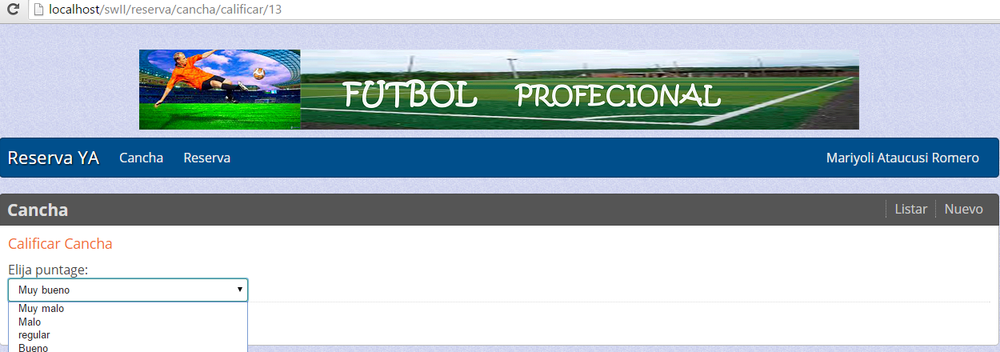 localhost/swII/reserva/cancha/calificar/13
FUTBOL PROFECIONAL
Reserva YA Cancha Reserva Mariyoli Ataucusi Romero
Cancha Listar Nuevo
Calificar Cancha
Elija puntage:
Muy bueno
Muy malo
Malo
regular
Bueno